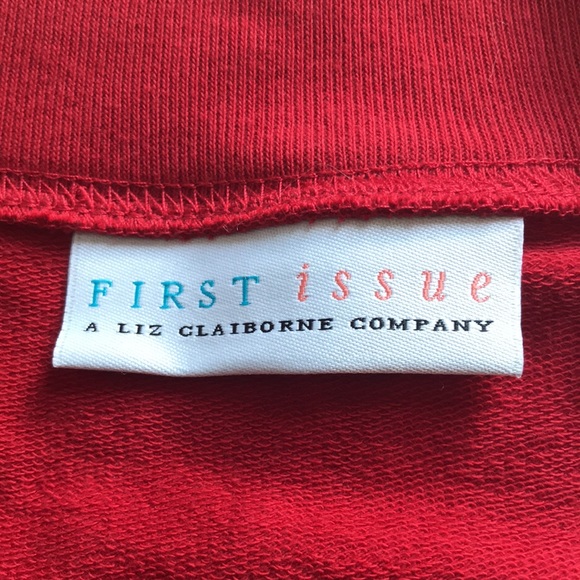 FIRST issue
A LIZ CLAIBORNE COMPANY